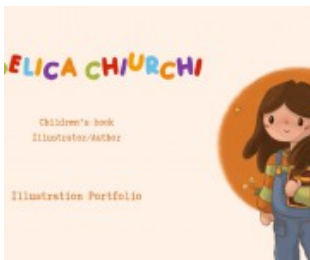 ELICA CHIURCHI
Children's book
Illustrator/Author
Illustration Portfolio